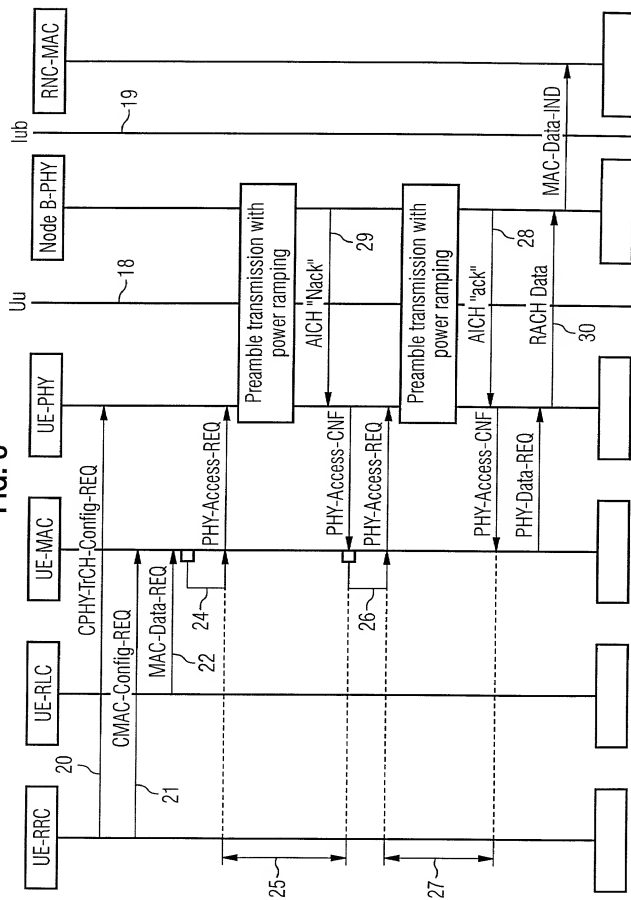 Uu
Iub
UE-RRC
UE-RLC
UE-MAC
UE-PHY
Node B-PHY
RNC-MAC
18
19
20
CPHY-TrCH-Config-REQ
CMAC-Config-REQ
21
MAC-Data-REQ
22
24
PHY-Access-REQ
Preamble transmission with
power ramping
25
AICH "Nack"
29
PHY-Access-CNF
26
PHY-Access-REQ
Preamble transmission with
power ramping
27
AICH "ack"
28
PHY-Access-CNF
PHY-Data-REQ
RACH Data
30
MAC-Data-IND